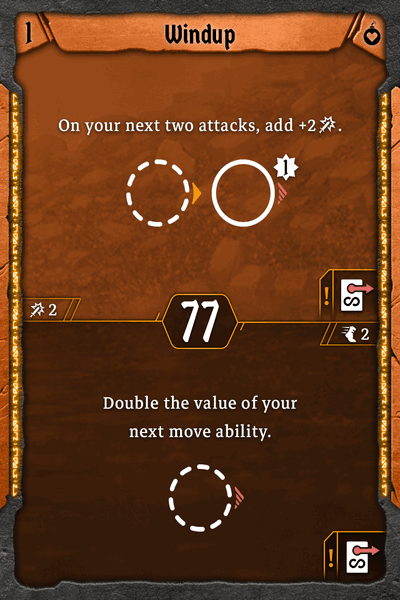 1 Windup
On your next two attacks, add +2.
1
2
77
2
Double the value of your
next move ability.